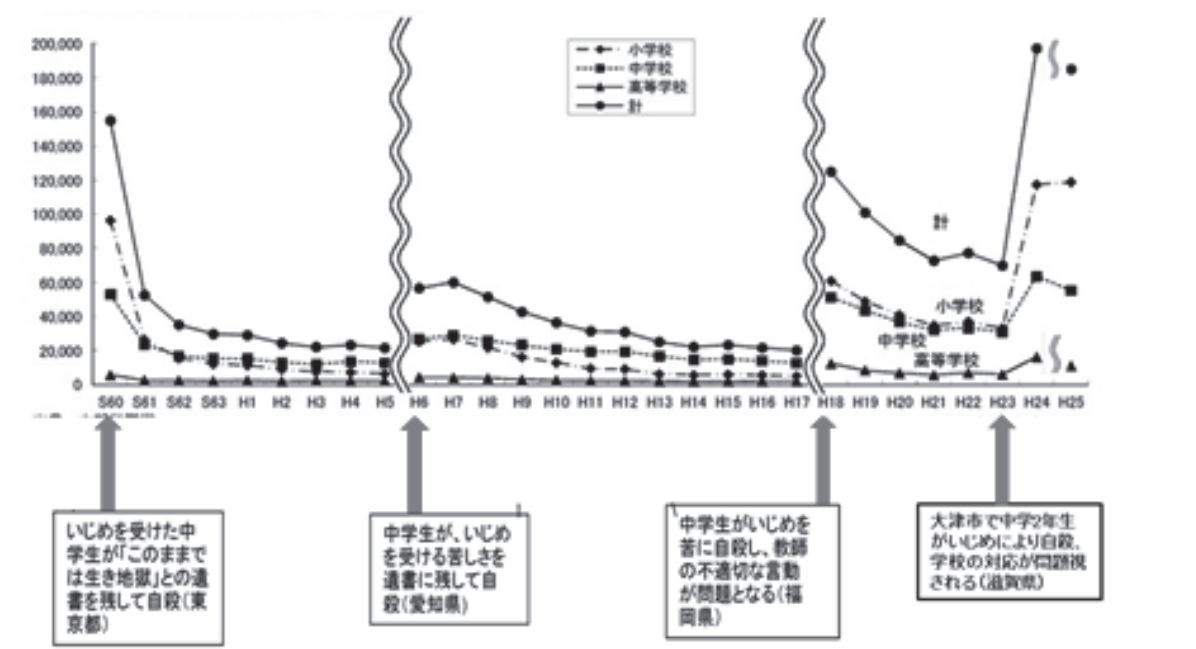 200,000
180,000
160,000
140,000
120,000
100,000
80,000
60,000
40,000
20,000
0
小学校
中学校
高等学校
計
計
小学校
中学校
高等学校
S60 S61 S62 S63 H1 H2 H3 H4 H5 H6 H7 H8 H9 H10 H11 H12 H13 H14 H15 H16 H17 H18 H19 H20 H21 H22 H23 H24 H25
いじめを受けた中
学生が「このままで
は生き地獄」との遺
書を残して自殺(東
京都)
中学生が、いじめ
を受ける苦しさを
遺書に残して自
殺(愛知県)
中学生がいじめを
苦に自殺し、教師
の不適切な言動
が問題となる(福
岡県)
大津市で中学2年生
がいじめにより自殺、
学校の対応が問題視
される(滋賀県)